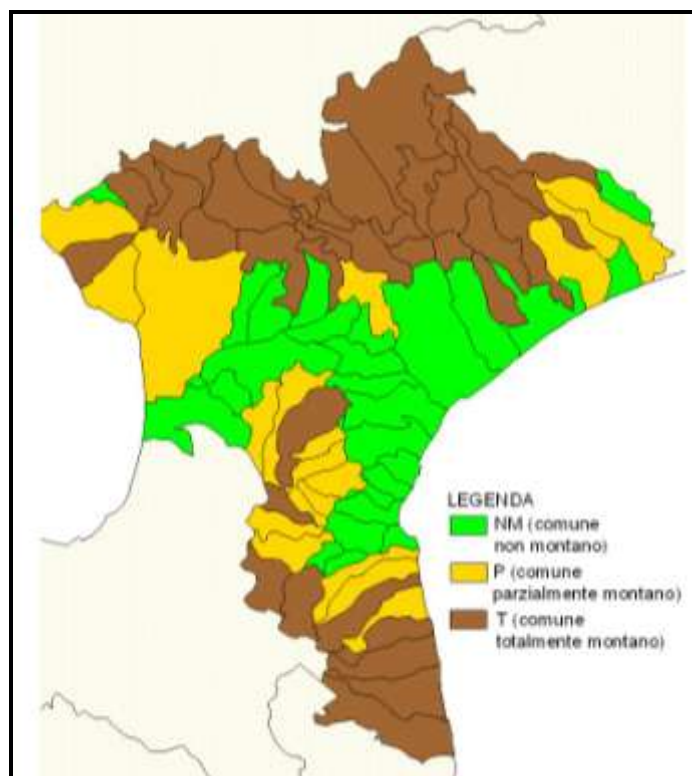 LEGENDA
NM (comune
non montano)
P (comune
parzialmente montano)
T (comune
totalmente montano)